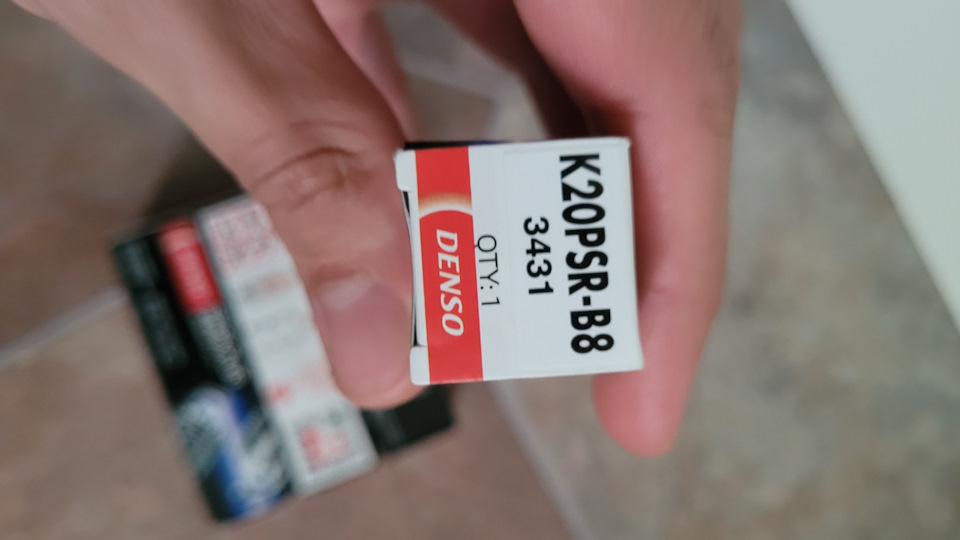 K20PSR-B8
3431
QTY:1
DENSO